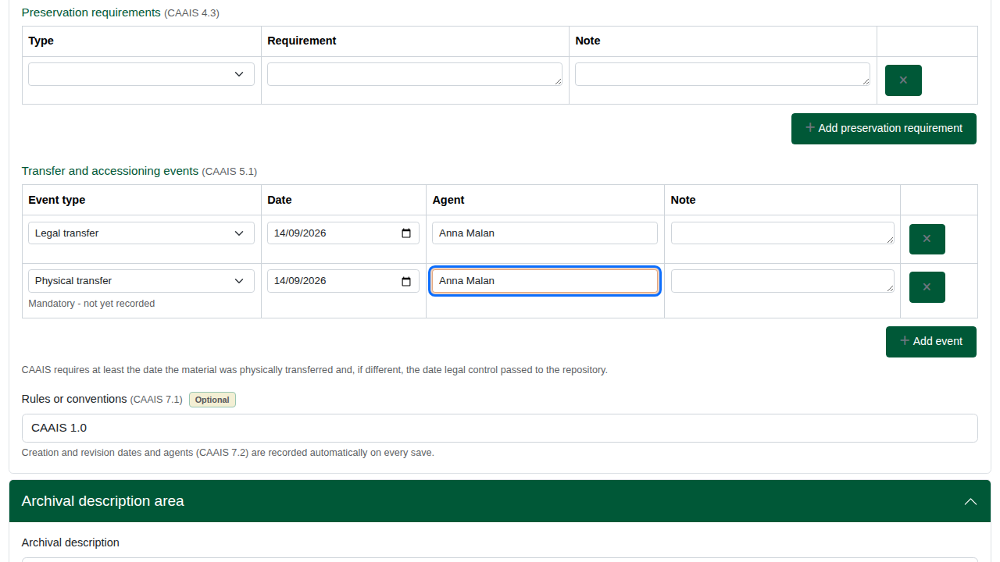 Preservation requirements (CAAIS 4.3)
Type Requirement Note
×
+ Add preservation requirement
Transfer and accessioning events (CAAIS 5.1)
Event type Date Agent Note
Legal transfer 14/09/2026 Anna Malan ×
Physical transfer 14/09/2026 Anna Malan ×
Mandatory - not yet recorded
+ Add event
CAAIS requires at least the date the material was physically transferred and, if different, the date legal control passed to the repository.
Rules or conventions (CAAIS 7.1) Optional
CAAIS 1.0
Creation and revision dates and agents (CAAIS 7.2) are recorded automatically on every save.
Archival description area
Archival description